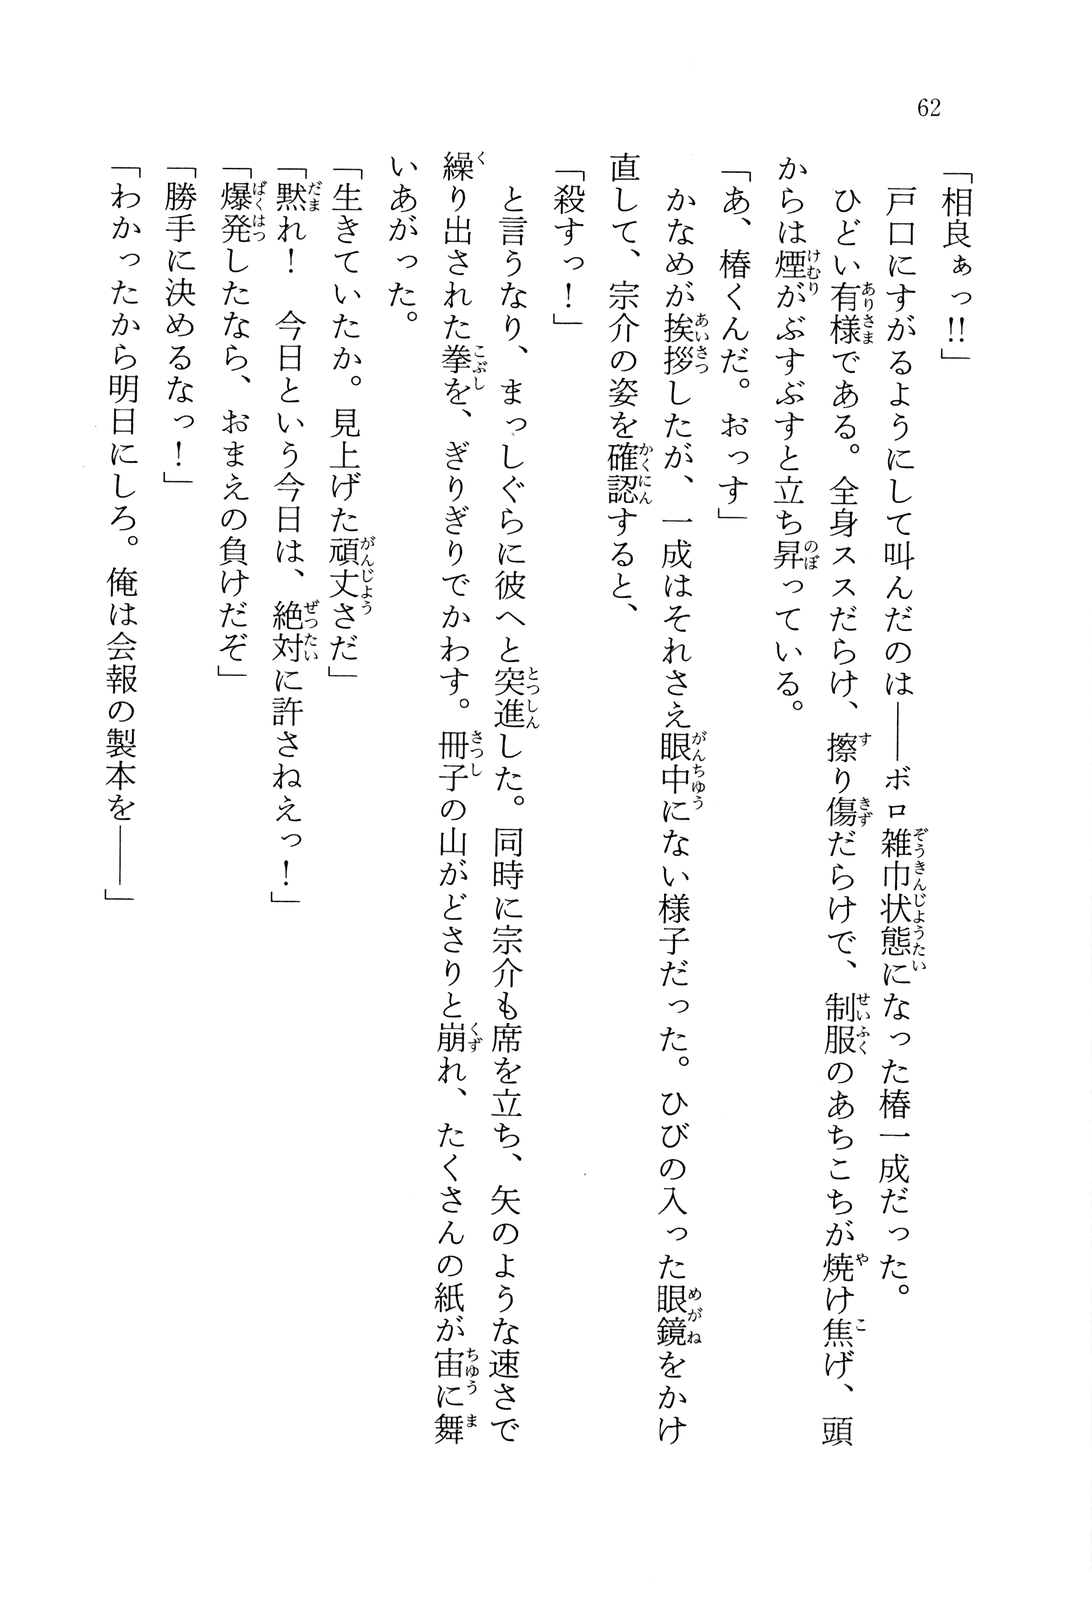 62
「相良ぁっ!!」
戸口にすがるようにして叫んだのは――ボロ雑巾状態になった椿一成だった。
ひどい有様である。全身ススだらけ、擦り傷だらけで、制服のあちこちが焼け焦げ、頭
からは煙がぶすぶすと立ち昇っている。
「あ、椿くんだ。おっす」
かなめが挨拶したが、一成はそれさえ眼中にない様子だった。ひびの入った眼鏡をかけ
直して、宗介の姿を確認すると、
「殺すっ！」
と言うなり、まっしぐらに彼へと突進した。同時に宗介も席を立ち、矢のような速さで
繰り出された拳を、ぎりぎりでかわす。冊子の山がどさりと崩れ、たくさんの紙が宙に舞
いあがった。
「生きていたか。見上げた頑丈さだ」
「黙れ！　今日という今日は、絶対に許さねえっ！」
「爆発したなら、おまえの負けだぞ」
「勝手に決めるなっ！」
「わかったから明日にしろ。俺は会報の製本を――」